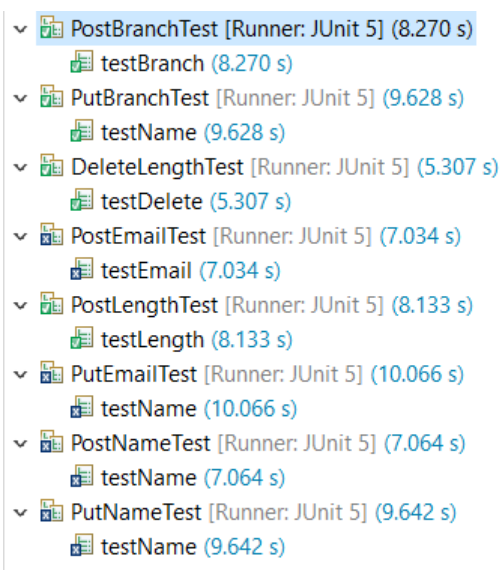 PostBranchTest [Runner: JUnit 5] (8.270 s)
testBranch (8.270 s)
PutBranchTest [Runner: JUnit 5] (9.628 s)
testName (9.628 s)
DeleteLengthTest [Runner: JUnit 5] (5.307 s)
testDelete (5.307 s)
PostEmailTest [Runner: JUnit 5] (7.034 s)
testEmail (7.034 s)
PostLengthTest [Runner: JUnit 5] (8.133 s)
testLength (8.133 s)
PutEmailTest [Runner: JUnit 5] (10.066 s)
testName (10.066 s)
PostNameTest [Runner: JUnit 5] (7.064 s)
testName (7.064 s)
PutNameTest [Runner: JUnit 5] (9.642 s)
testName (9.642 s)